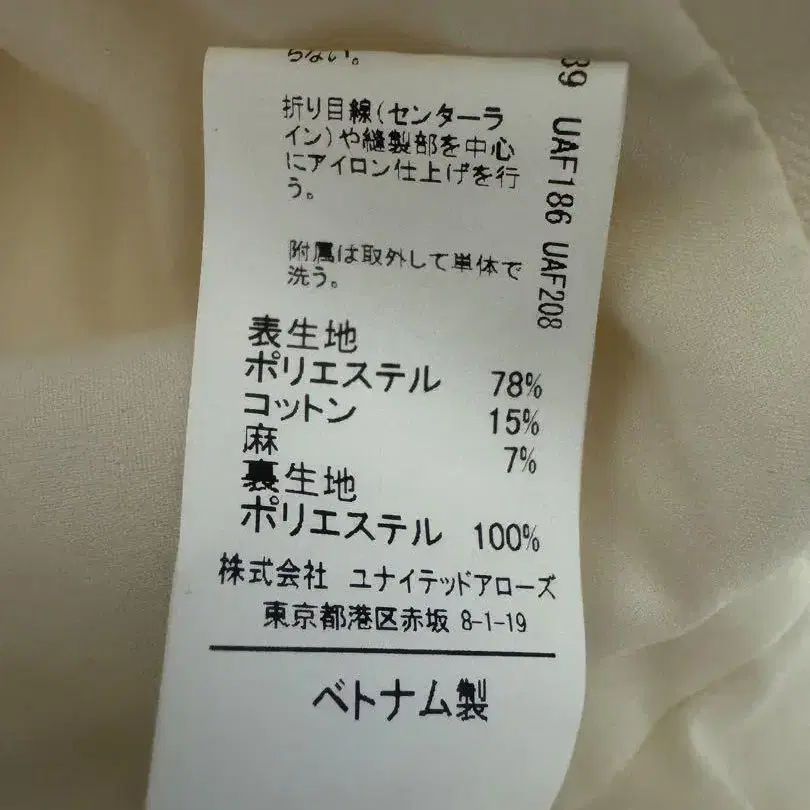 らない。
折り目線(センターラ
イン)や縫製部を中心
にアイロン仕上げを行
う。
附属は取外して単体で
洗う。
表生地
ポリエステル 78%
コットン 15%
麻 7%
裏生地
ポリエステル 100%
株式会社 ユナイテッドアローズ
東京都港区赤坂 8-1-19
ベトナム製
39 UAF186 UAF208